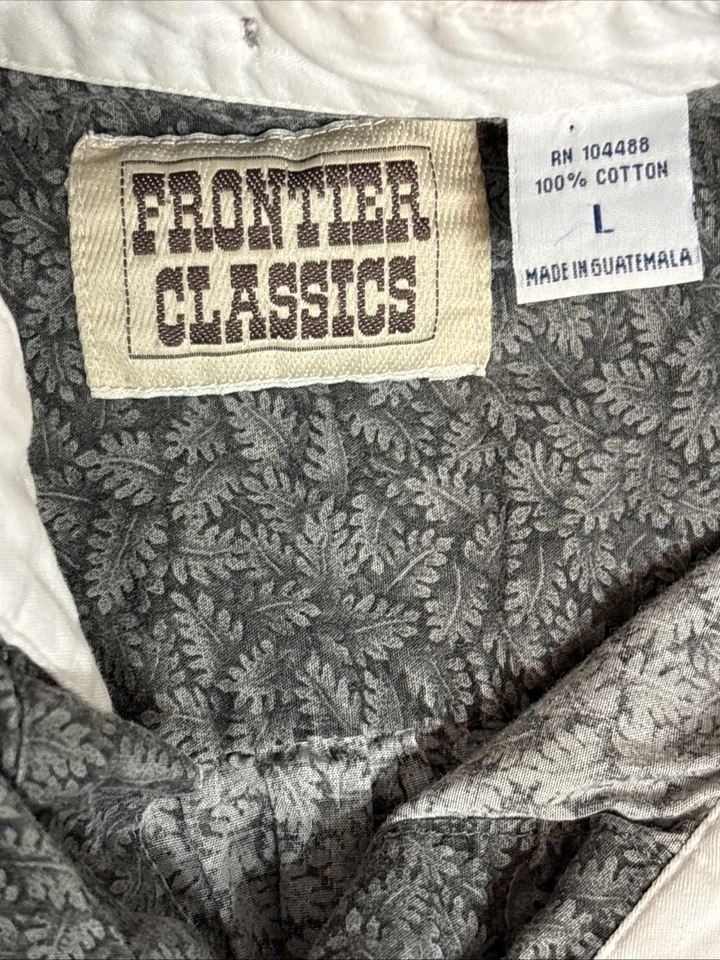 FRONTIER
CLASSICS
RN 104488
100% COTTON
L
MADE IN GUATEMALA